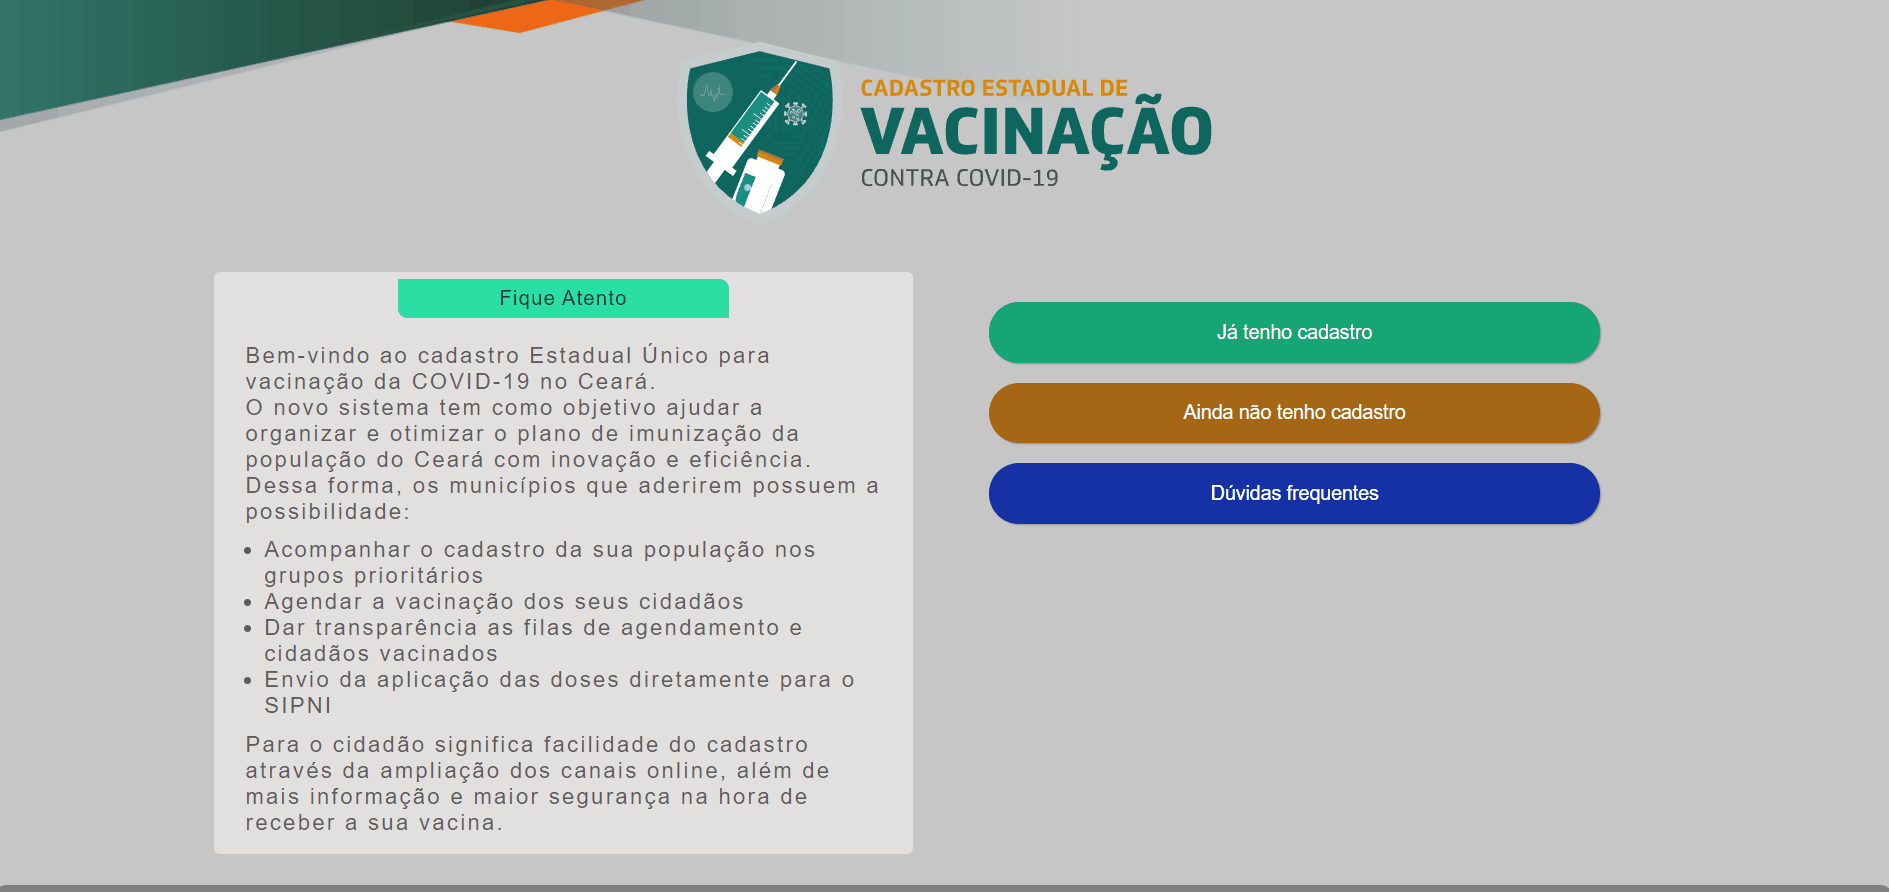 CADASTRO ESTADUAL DE
VACINAÇÃO
CONTRA COVID-19
Fique Atento
Bem-vindo ao cadastro Estadual Único para
vacinação da COVID-19 no Ceará.
O novo sistema tem como objetivo ajudar a
organizar e otimizar o plano de imunização da
população do Ceará com inovação e eficiência.
Dessa forma, os municípios que aderirem possuem a
possibilidade:
• Acompanhar o cadastro da sua população nos
grupos prioritários
• Agendar a vacinação dos seus cidadãos
• Dar transparência as filas de agendamento e
cidadãos vacinados
• Envio da aplicação das doses diretamente para o
SIPNI
Para o cidadão significa facilidade do cadastro
através da ampliação dos canais online, além de
mais informação e maior segurança na hora de
receber a sua vacina.
Já tenho cadastro
Ainda não tenho cadastro
Dúvidas frequentes